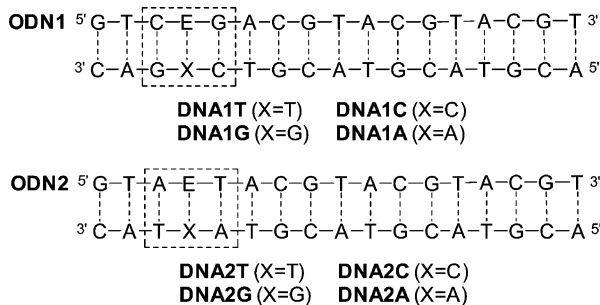 ODN1 5' G-T-C-E-G-A-C-G-T-A-C-G-T-A-C-G-T 3'
3' C-A-G-X-C-T-G-C-A-T-G-C-A-T-G-C-A 5'
DNA1T (X=T) DNA1C (X=C)
DNA1G (X=G) DNA1A (X=A)
ODN2 5' G-T-A-E-T-A-C-G-T-A-C-G-T-A-C-G-T 3'
3' C-A-T-X-A-T-G-C-A-T-G-C-A-T-G-C-A 5'
DNA2T (X=T) DNA2C (X=C)
DNA2G (X=G) DNA2A (X=A)